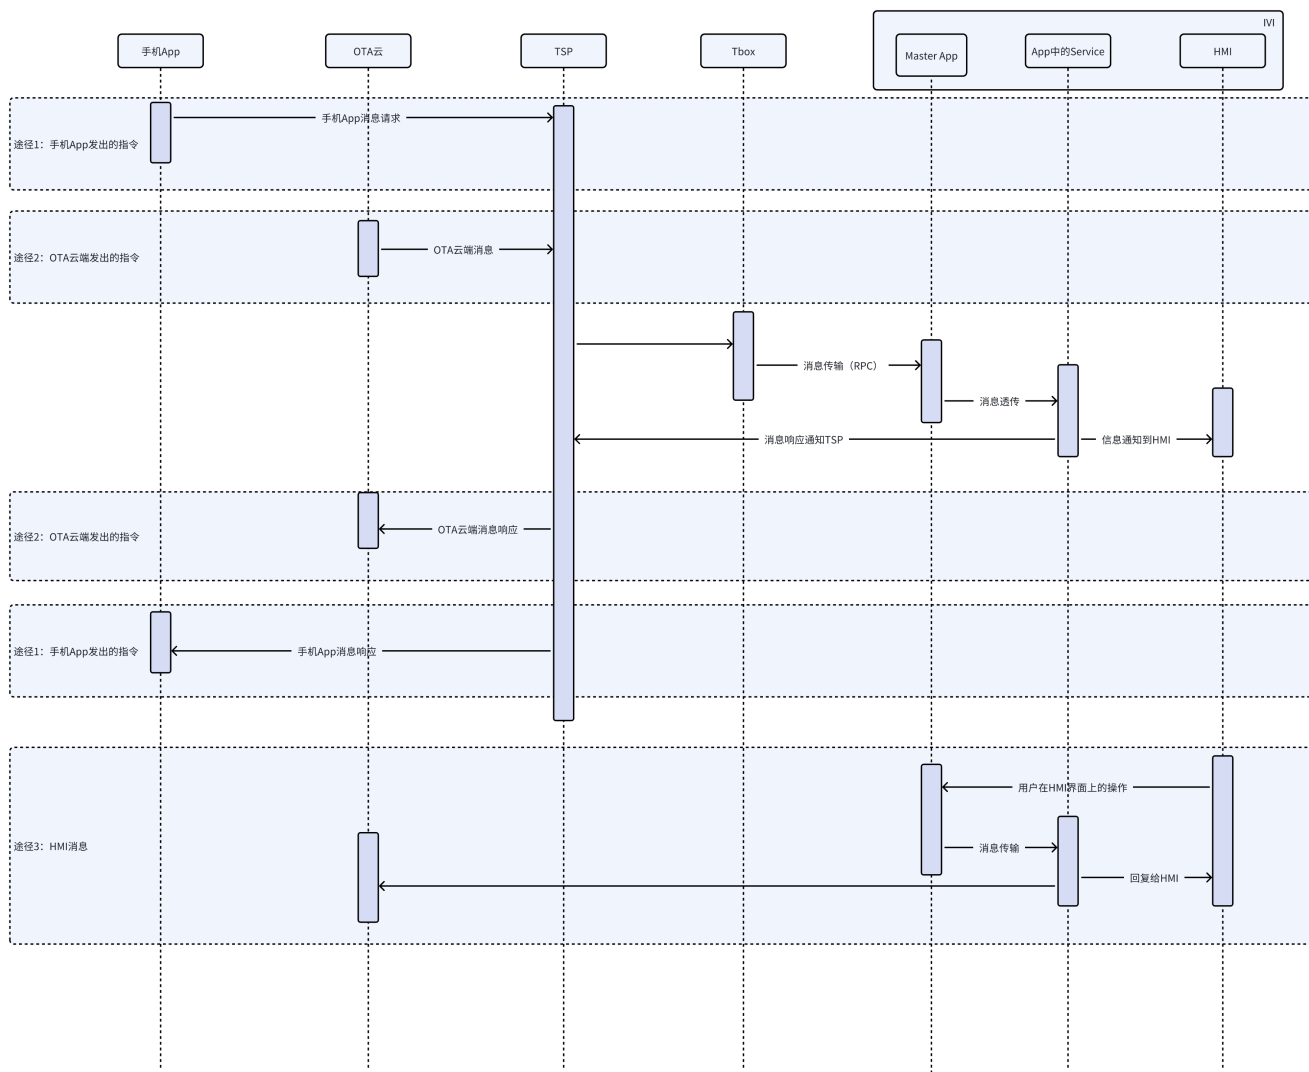 IVI
手机App
OTA云
TSP
Tbox
Master App
App中的Service
HMI
手机App消息请求
途径1：手机App发出的指令
OTA云端消息
途径2：OTA云端发出的指令
消息传输（RPC）
消息透传
消息响应通知TSP
信息通知到HMI
OTA云端消息响应
途径2：OTA云端发出的指令
途径1：手机App发出的指令
手机App消息响应
用户在HMI界面上的操作
途径3：HMI消息
消息传输
回复给HMI